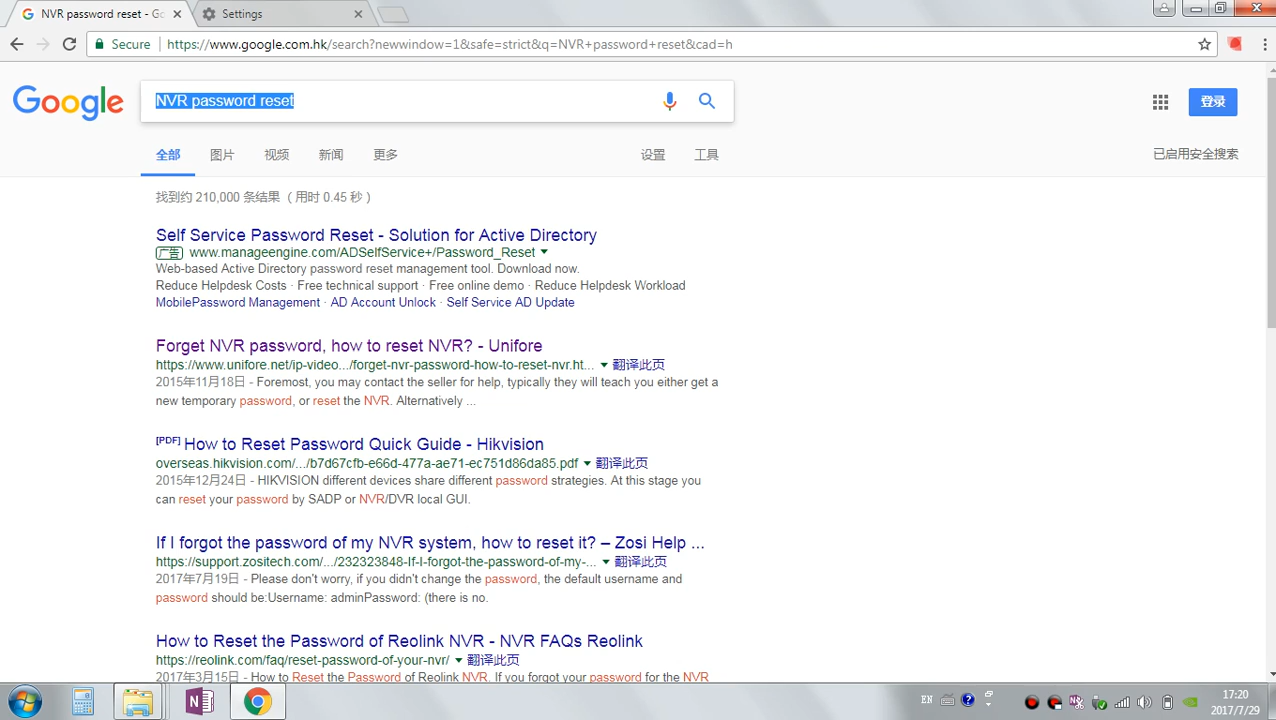 NVR password reset - Go
Settings
Secure
https://www.google.com.hk/search?newwindow=1&safe=strict&q=NVR+password+reset&cad=h
Google
NVR password reset
登录
全部 图片 视频 新闻 更多 设置 工具
已启用安全搜索
找到约 210,000 条结果 （用时 0.45 秒）
Self Service Password Reset - Solution for Active Directory
广告 www.manageengine.com/ADSelfService+/Password_Reset
Web-based Active Directory password reset management tool. Download now.
Reduce Helpdesk Costs · Free technical support · Free online demo · Reduce Helpdesk Workload
MobilePassword Management · AD Account Unlock · Self Service AD Update
Forget NVR password, how to reset NVR? - Unifore
https://www.unifore.net/ip-video.../forget-nvr-password-how-to-reset-nvr.ht... 翻译此页
2015年11月18日 - Foremost, you may contact the seller for help, typically they will teach you either get a
new temporary password, or reset the NVR. Alternatively ...
[PDF] How to Reset Password Quick Guide - Hikvision
overseas.hikvision.com/.../b7d67cfb-e66d-477a-ae71-ec751d86da85.pdf 翻译此页
2015年12月24日 - HIKVISION different devices share different password strategies. At this stage you
can reset your password by SADP or NVR/DVR local GUI.
If I forgot the password of my NVR system, how to reset it? – Zosi Help ...
https://support.zositech.com/.../232323848-If-I-forgot-the-password-of-my-... 翻译此页
2017年7月19日 - Please don't worry, if you didn't change the password, the default username and
password should be:Username: adminPassword: (there is no.
How to Reset the Password of Reolink NVR - NVR FAQs Reolink
https://reolink.com/faq/reset-password-of-your-nvr/ 翻译此页
2017年3月15日 - How to Reset the Password of Reolink NVR. If you forgot your password for the NVR
EN
17:20
2017/7/29